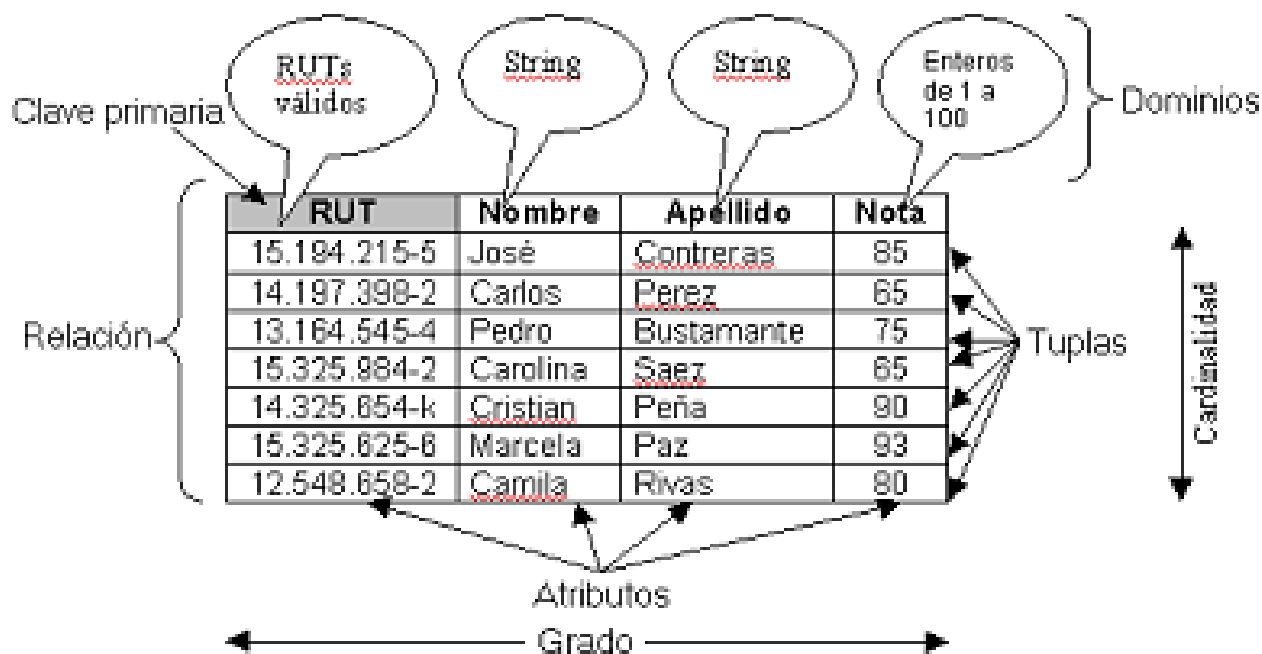 RUTs
válidos
String
String
Enteros
de 1 a
100
Dominios
Clave primaria
RUT Nombre Apellido Nota
15.194.215-5 José Contreras 85
14.197.398-2 Carlos Perez 65
13.164.545-4 Pedro Bustamante 75
15.325.984-2 Carolina Saez 65
14.325.654-k Cristian Peña 90
15.325.625-6 Marcela Paz 93
12.548.658-2 Camila Rivas 80
Relación
Tuplas
Cardinalidad
Atributos
Grado